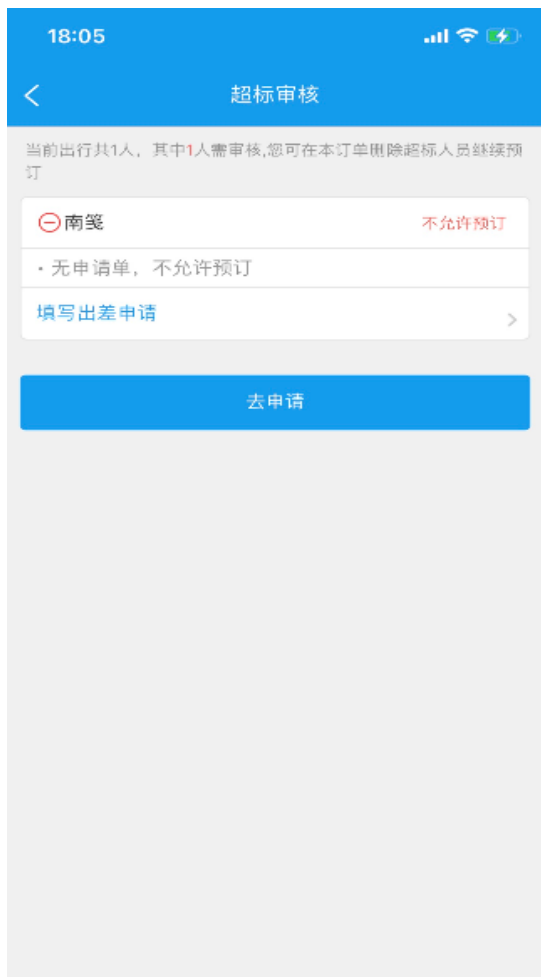 18:05
超标审核
当前出行共1人，其中1人需审核,您可在本订单删除超标人员继续预
订
南笺 不允许预订
·无申请单，不允许预订
填写出差申请
去申请